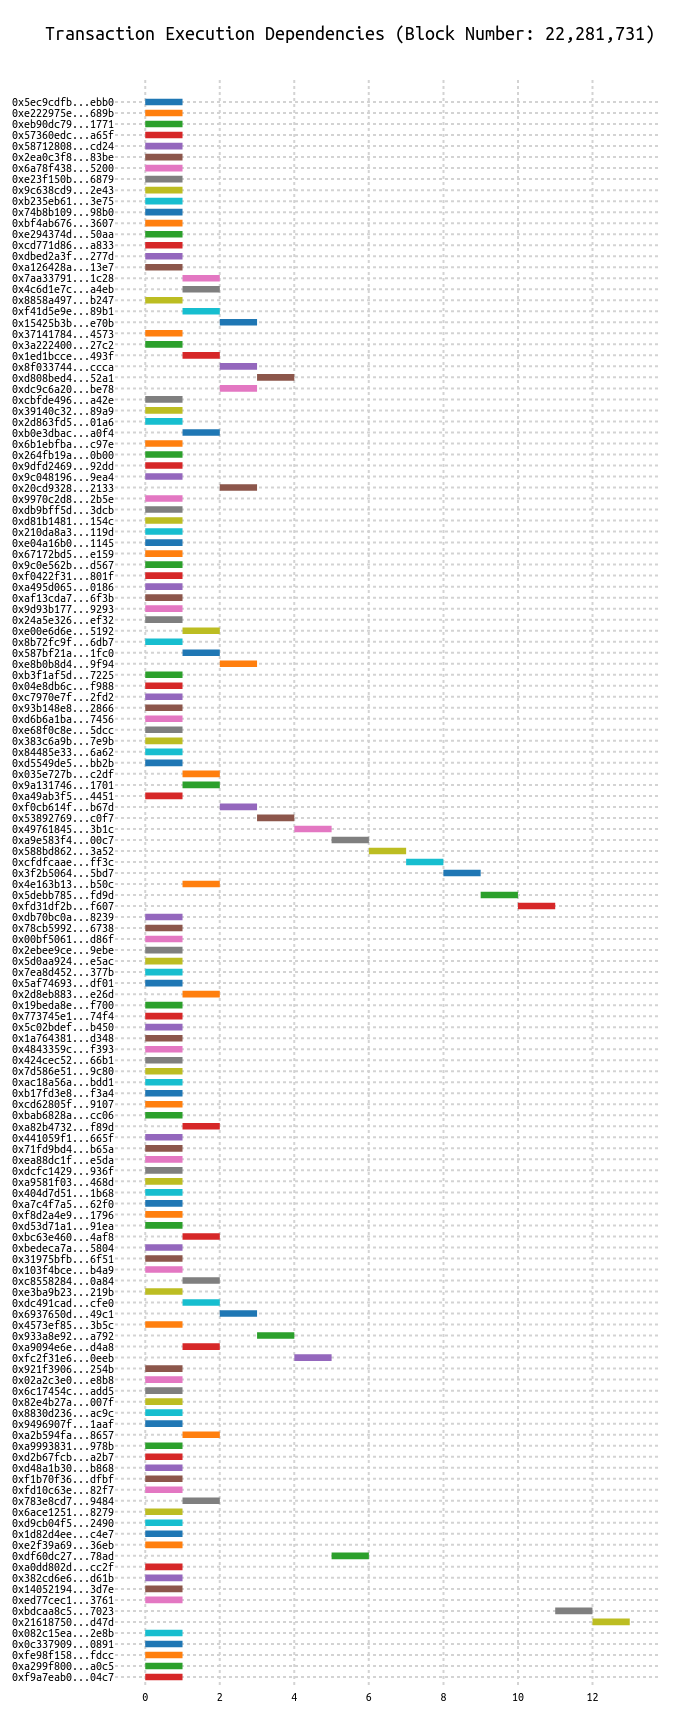 Transaction Execution Dependencies (Block Number: 22,281,731)
0x5ec9cdfb...ebb0
0xe222975e...689b
0xeb90dc79...1771
0x57360edc...a65f
0x58712808...cd24
0x2ea0c3f8...83be
0x6a78f438...5200
0xe23f150b...6879
0x9c638cd9...2e43
0xb235eb61...3e75
0x74b8b109...98b0
0xbf4ab676...3607
0xe294374d...50aa
0xcd771d86...a833
0xdbed2a3f...277d
0xa126428a...13e7
0x7aa33791...1c28
0x4c6d1e7c...a4eb
0x8858a497...b247
0xf41d5e9e...89b1
0x15425b3b...e70b
0x37141784...4573
0x3a222400...27c2
0x1ed1bcce...493f
0x8f033744...ccca
0xd808bed4...52a1
0xdc9c6a20...be78
0xcbfde496...a42e
0x39140c32...89a9
0x2d863fd5...01a6
0xb0e3dbac...a0f4
0x6b1ebfba...c97e
0x264fb19a...0b00
0x9dfd2469...92dd
0x9c048196...9ea4
0x20cd9328...2133
0x9970c2d8...2b5e
0xdb9bff5d...3dcb
0xd81b1481...154c
0x210da8a3...119d
0xe04a16b0...1145
0x67172bd5...e159
0x9c0e562b...d567
0xf0422f31...801f
0xa495d065...0186
0xaf13cda7...6f3b
0x9d93b177...9293
0x24a5e326...ef32
0xe00e6d6e...5192
0x8b72fc9f...6db7
0x587bf21a...1fc0
0xe8b0b8d4...9f94
0xb3f1af5d...7225
0x04e8db6c...f988
0xc7970e7f...2fd2
0x93b148e8...2866
0xd6b6a1ba...7456
0xe68f0c8e...5dcc
0x383c6a9b...7e9b
0x84485e33...6a62
0xd5549de5...bb2b
0x035e727b...c2df
0x9a131746...1701
0xa49ab3f5...4451
0xf0cb614f...b67d
0x53892769...c0f7
0x49761845...3b1c
0xa9e583f4...00c7
0x588bd862...3a52
0xcfdfcaae...ff3c
0x3f2b5064...5bd7
0x4e163b13...b50c
0x5debb785...fd9d
0xfd31df2b...f607
0xdb70bc0a...8239
0x78cb5992...6738
0x00bf5061...d86f
0x2ebee9ce...9ebe
0x5d0aa924...e5ac
0x7ea8d452...377b
0x5af74693...df01
0x2d8eb883...e26d
0x19beda8e...f700
0x773745e1...74f4
0x5c02bdef...b450
0x1a764381...d348
0x4843359c...f393
0x424cec52...66b1
0x7d586e51...9c80
0xac18a56a...bdd1
0xb17fd3e8...f3a4
0xcd62805f...9107
0xbab6828a...cc06
0xa82b4732...f89d
0x441059f1...665f
0x71fd9bd4...b65a
0xea88dc1f...e5da
0xdcfc1429...936f
0xa9581f03...468d
0x404d7d51...1b68
0xa7c4f7a5...62f0
0xf8d2a4e9...1796
0xd53d71a1...91ea
0xbc63e460...4af8
0xbedeca7a...5804
0x31975bfb...6f51
0x103f4bce...b4a9
0xc8558284...0a84
0xe3ba9b23...219b
0xdc491cad...cfe0
0x6937650d...49c1
0x4573ef85...3b5c
0x933a8e92...a792
0xa9094e6e...d4a8
0xfc2f31e6...0eeb
0x921f3906...254b
0x02a2c3e0...e8b8
0x6c17454c...add5
0x82e4b27a...007f
0x8830d236...ac9c
0x9496907f...1aaf
0xa2b594fa...8657
0xa9993831...978b
0xd2b67fcb...a2b7
0xd48a1b30...b868
0xf1b70f36...dfbf
0xfd10c63e...82f7
0x783e8cd7...9484
0x6ace1251...8279
0xd9cb04f5...2490
0x1d82d4ee...c4e7
0xe2f39a69...36eb
0xdf60dc27...78ad
0xa0dd802d...cc2f
0x382cd6e6...d61b
0x14052194...3d7e
0xed77cec1...3761
0xbdcaa8c5...7023
0x21618750...d47d
0x082c15ea...2e8b
0x0c337909...0891
0xfe98f158...fdcc
0xa299f800...a0c5
0xf9a7eab0...04c7
0 2 4 6 8 10 12